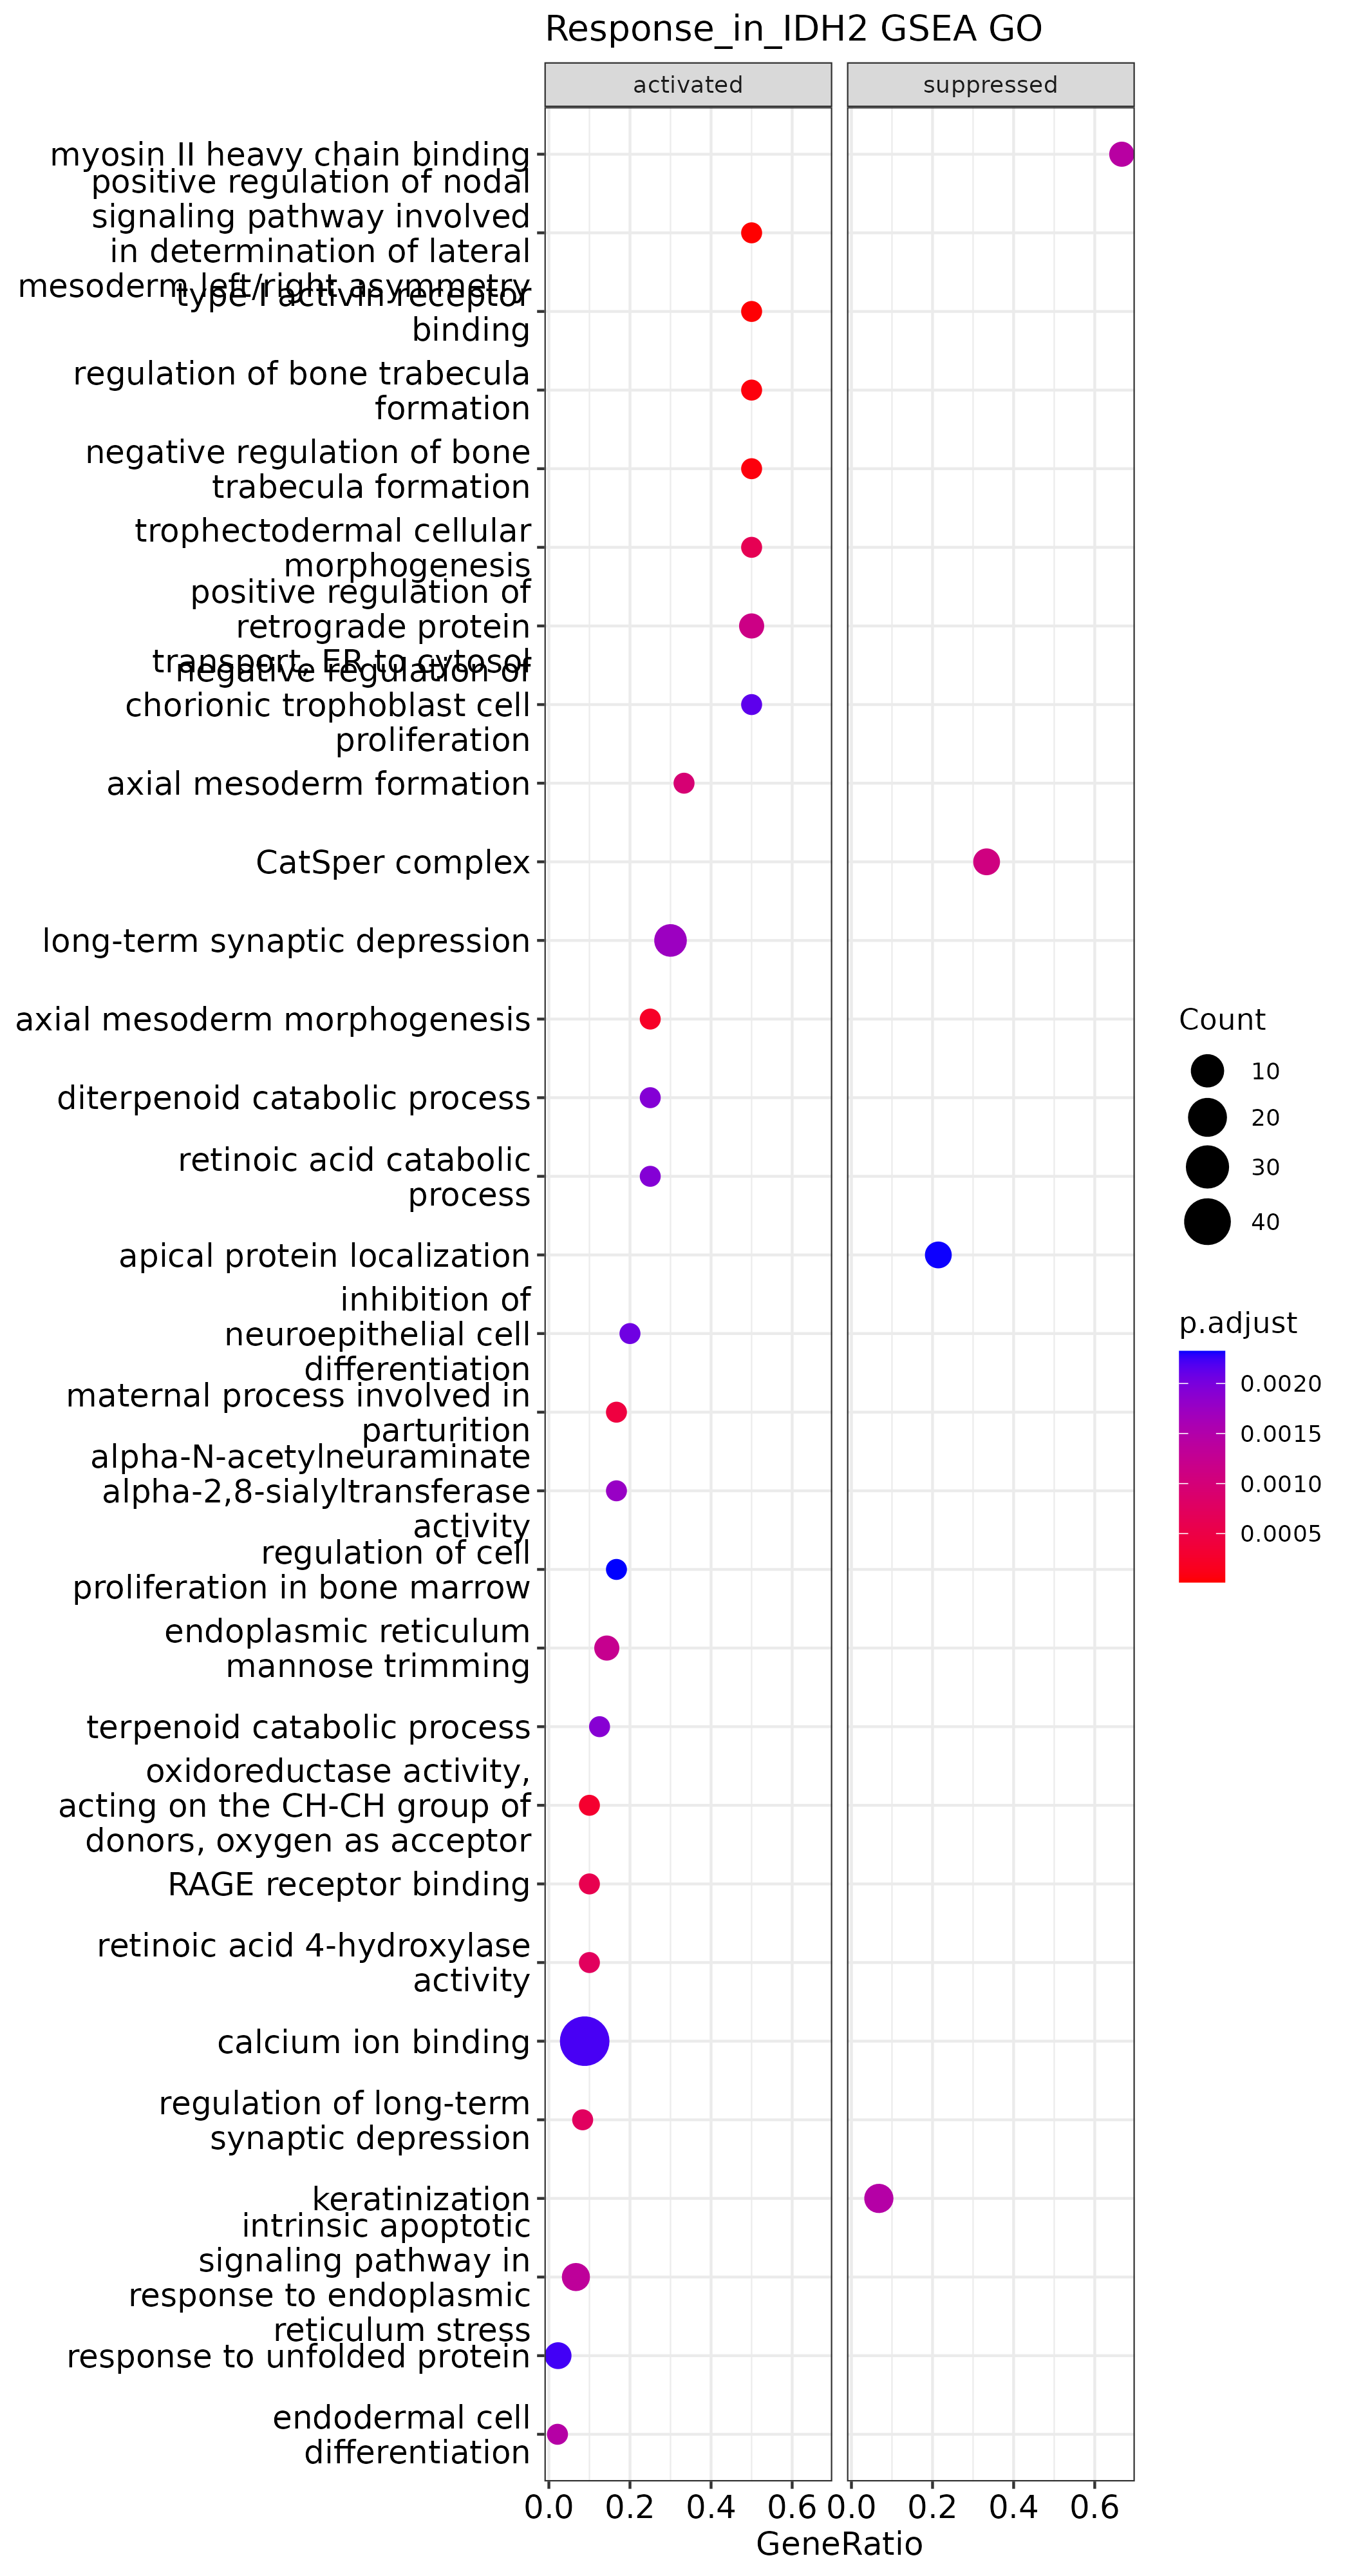 Response_in_IDH2 GSEA GO
activated
suppressed
myosin II heavy chain binding
positive regulation of nodal
signaling pathway involved
in determination of lateral
mesoderm left/right asymmetry
type I activin receptor
binding
regulation of bone trabecula
formation
negative regulation of bone
trabecula formation
trophectodermal cellular
morphogenesis
positive regulation of
retrograde protein
transport, ER to cytosol
negative regulation of
chorionic trophoblast cell
proliferation
axial mesoderm formation
CatSper complex
long-term synaptic depression
axial mesoderm morphogenesis
diterpenoid catabolic process
retinoic acid catabolic
process
apical protein localization
inhibition of
neuroepithelial cell
differentiation
maternal process involved in
parturition
alpha-N-acetylneuraminate
alpha-2,8-sialyltransferase
activity
regulation of cell
proliferation in bone marrow
endoplasmic reticulum
mannose trimming
terpenoid catabolic process
oxidoreductase activity,
acting on the CH-CH group of
donors, oxygen as acceptor
RAGE receptor binding
retinoic acid 4-hydroxylase
activity
calcium ion binding
regulation of long-term
synaptic depression
keratinization
intrinsic apoptotic
signaling pathway in
response to endoplasmic
reticulum stress
response to unfolded protein
endodermal cell
differentiation
0.0 0.2 0.4 0.6 0.0 0.2 0.4 0.6
GeneRatio
Count
10
20
30
40
p.adjust
0.0020
0.0015
0.0010
0.0005